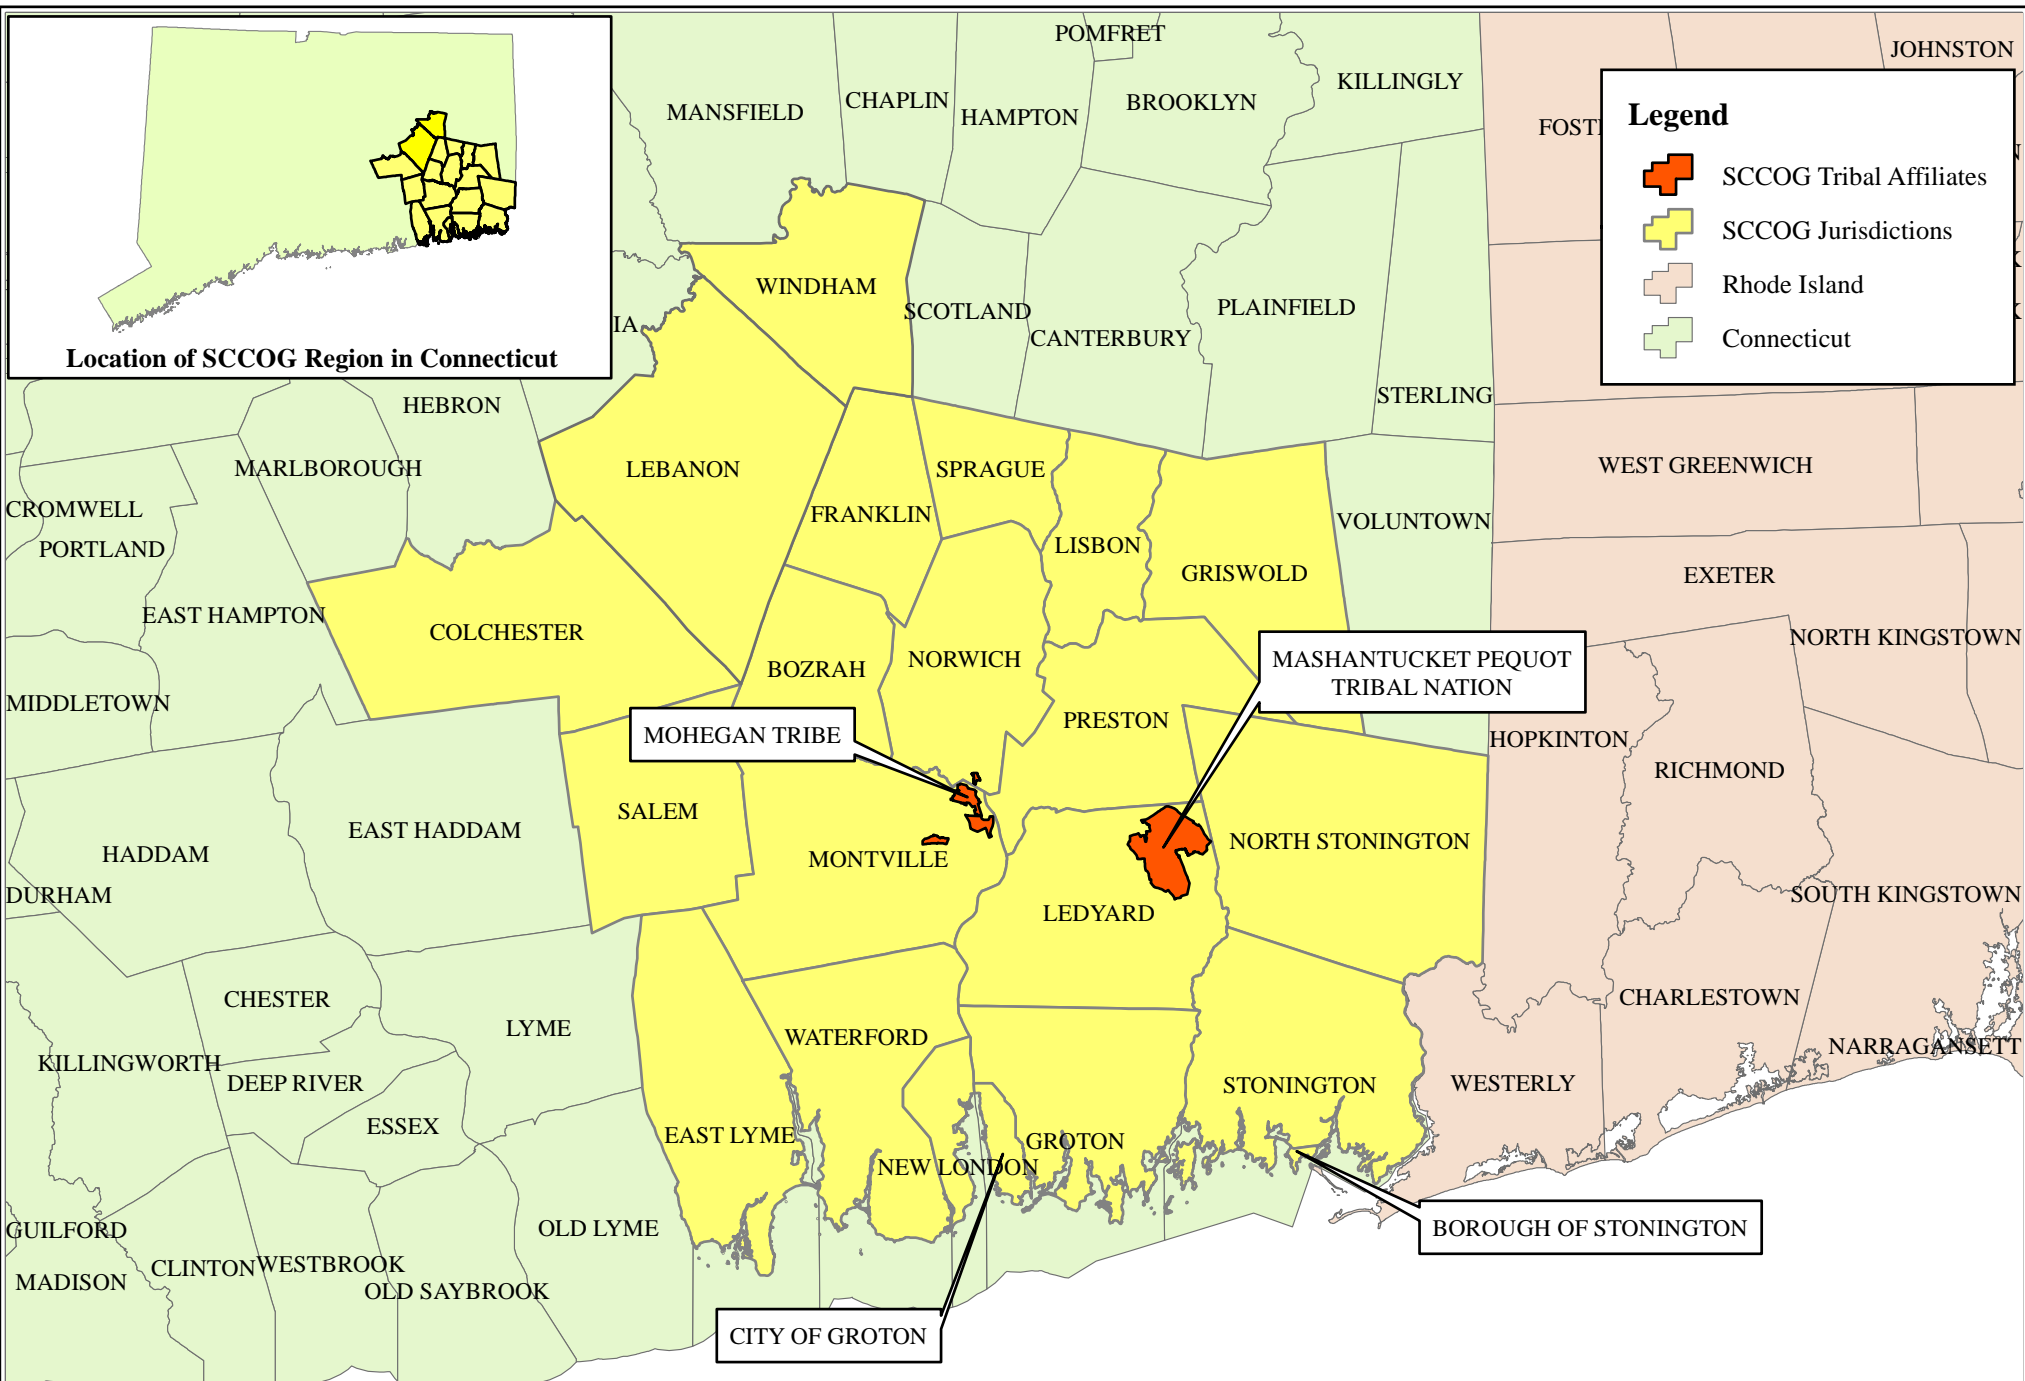 POMFRET
JOHNSTON
KILLINGLY
MANSFIELD
CHAPLIN
HAMPTON
BROOKLYN
Legend
SCCOG Tribal Affiliates
SCCOG Jurisdictions
Rhode Island
Connecticut
Location of SCCOG Region in Connecticut
WINDHAM
SCOTLAND
CANTERBURY
PLAINFIELD
STERLING
HEBRON
MARLBOROUGH
LEBANON
SPRAGUE
WEST GREENWICH
CROMWELL
PORTLAND
FRANKLIN
LISBON
VOLUNTOWN
GRISWOLD
EXETER
EAST HAMPTON
COLCHESTER
BOZRAH
NORWICH
NORTH KINGSTOWN
MASHANTUCKET PEQUOT
TRIBAL NATION
MIDDLETOWN
MOHEGAN TRIBE
PRESTON
HOPKINTON
RICHMOND
SALEM
EAST HADDAM
HADDAM
MONTVILLE
NORTH STONINGTON
DURHAM
LEDYARD
SOUTH KINGSTOWN
CHESTER
LYME
WATERFORD
CHARLESTOWN
KILLINGWORTH
DEEP RIVER
NARRAGANSETT
STONINGTON
WESTERLY
ESSEX
EAST LYME
GROTON
NEW LONDON
GUILFORD
OLD LYME
BOROUGH OF STONINGTON
MADISON
CLINTON
WESTBROOK
OLD SAYBROOK
CITY OF GROTON